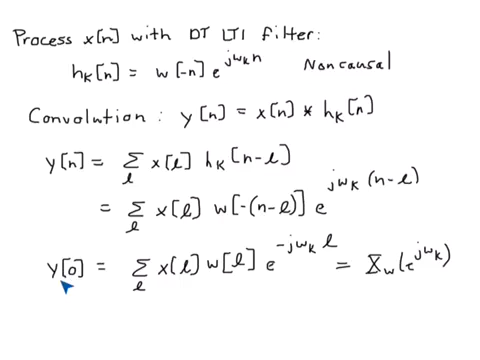 Process x[n] with DT LTI filter:
h_k[n] = w[-n] e^{jω_k n} Noncausal
Convolution: y[n] = x[n] * h_k[n]
y[n] = Σ_l x[l] h_k[n-l]
= Σ_l x[l] w[-(n-l)] e^{jω_k(n-l)}
y[0] = Σ_l x[l] w[l] e^{-jω_k l} = X_w(e^{jω_k})